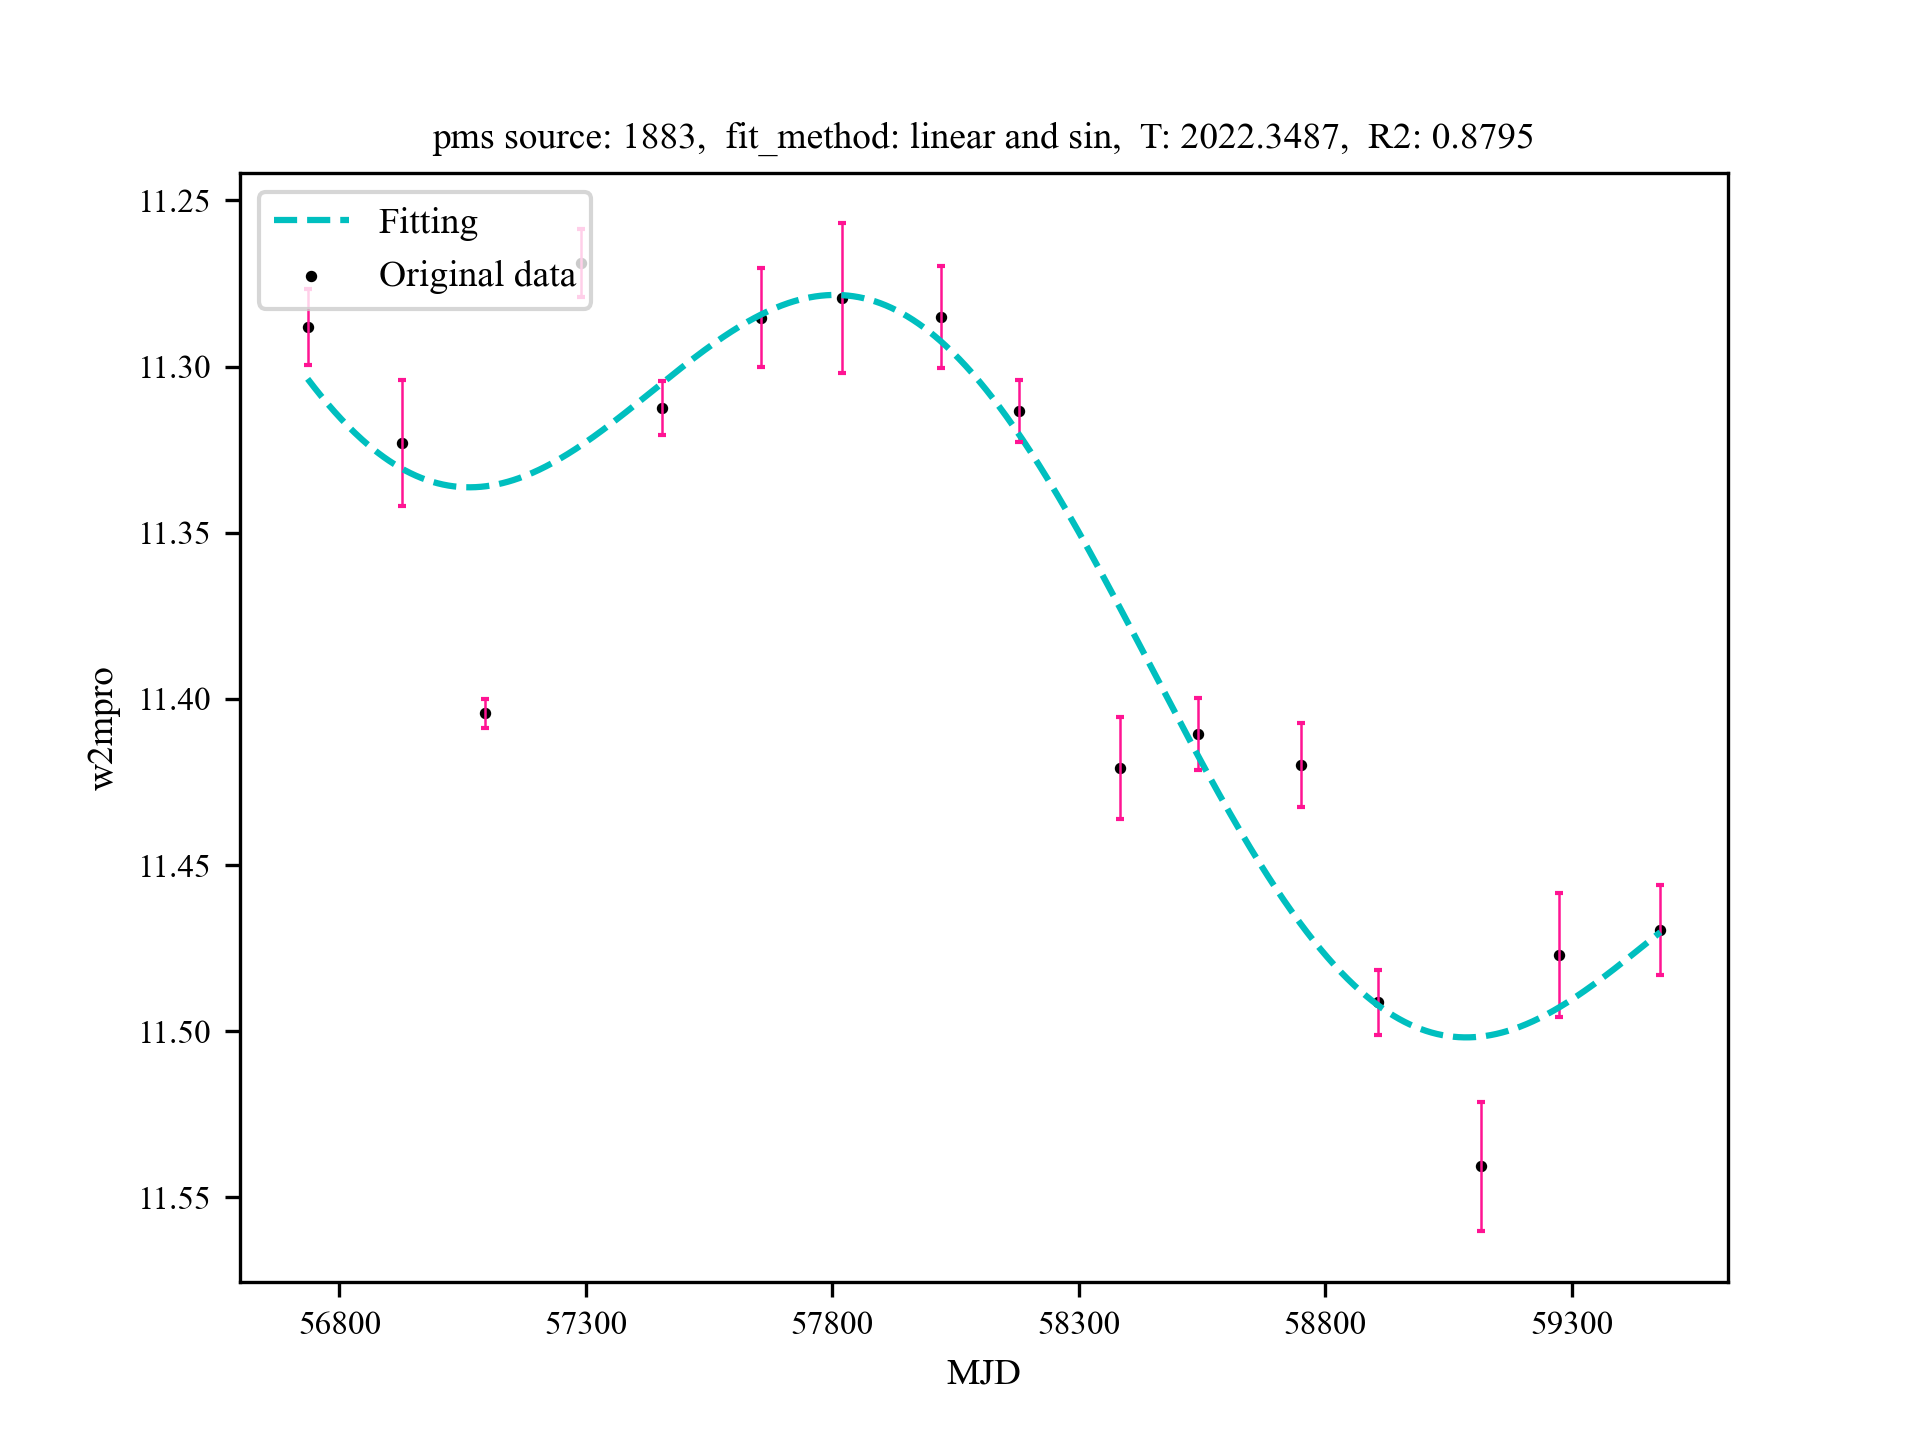 pms source: 1883, fit_method: linear and sin, T: 2022.3487, R2: 0.8795
Fitting
Original data
11.25
11.30
11.35
11.40
11.45
11.50
11.55
w2mpro
56800 57300 57800 58300 58800 59300
MJD